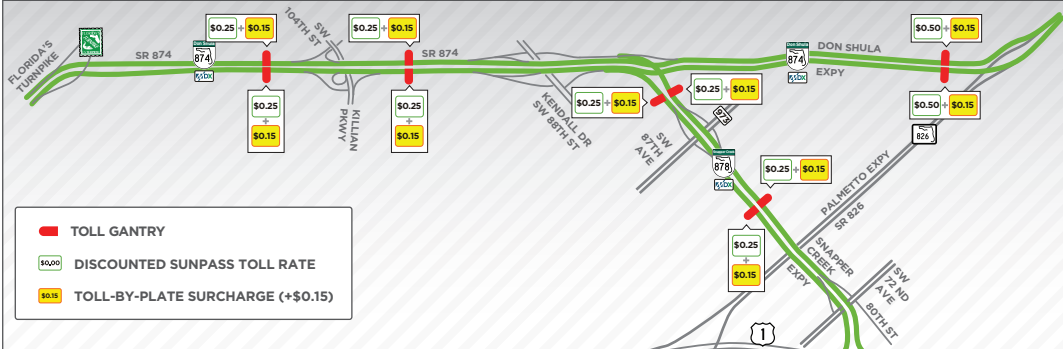 $0.25 + $0.15
$0.25 + $0.15
$0.50 + $0.15
FLORIDA'S
TURNPIKE
SR 874
Don Shula
874
SW
104TH ST
SR 874
Don Shula
874
DON SHULA
EXPY
$0.25
+
$0.15
KILLIAN
PKWY
$0.25
+
$0.15
KENDALL DR
SW 88TH ST
$0.25 + $0.15
$0.25 + $0.15
973
$0.50 + $0.15
826
SW
87TH
AVE
878
$0.25 + $0.15
PALMETTO EXPY
SR 826
$0.25
+
$0.15
SNAPPER
CREEK
EXPY
SW
72 ND
AVE
80TH ST
1
TOLL GANTRY
$0.00 DISCOUNTED SUNPASS TOLL RATE
$0.15 TOLL-BY-PLATE SURCHARGE (+$0.15)